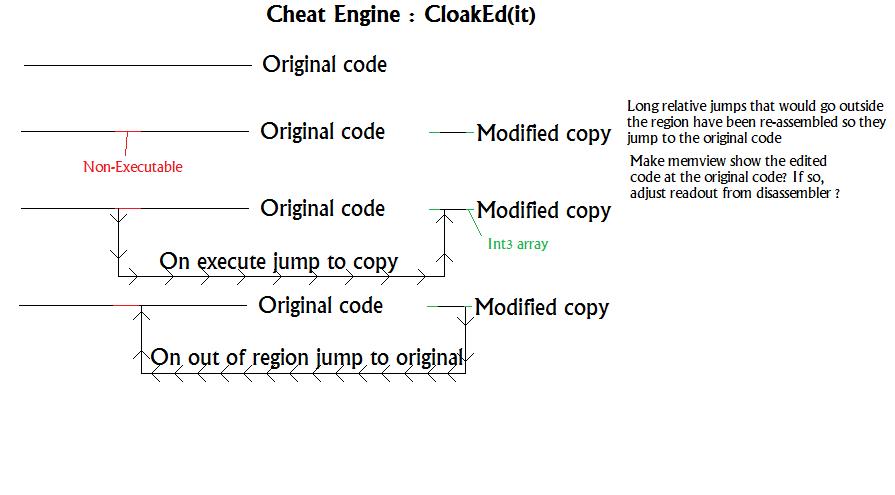 Cheat Engine : CloakEd(it)
Original code
Original code
Modified copy
Non-Executable
Long relative jumps that would go outside
the region have been re-assembled so they
jump to the original code
Make memview show the edited
code at the original code? If so,
adjust readout from disassembler ?
Original code
Modified copy
Int3 array
On execute jump to copy
Original code
Modified copy
On out of region jump to original